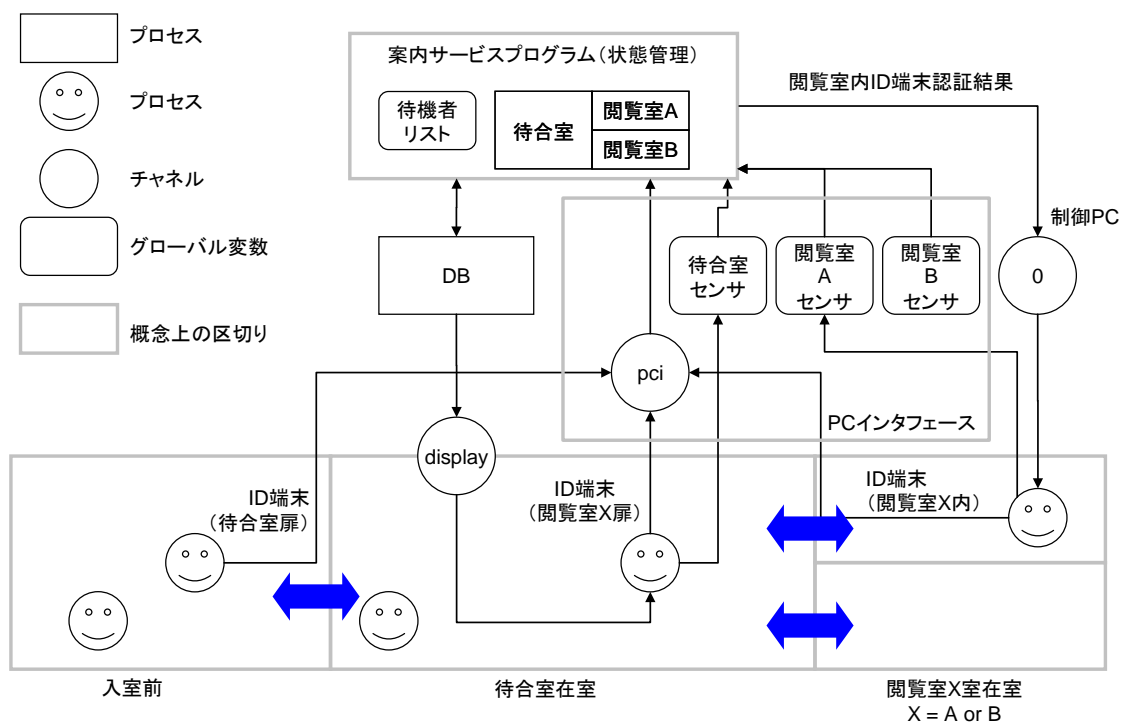 プロセス
プロセス
チャネル
グローバル変数
概念上の区切り
案内サービスプログラム(状態管理)
待機者
リスト
待合室
閲覧室A
閲覧室B
閲覧室内ID端末認証結果
制御PC
0
DB
待合室
センサ
閲覧室
A
センサ
閲覧室
B
センサ
pci
PCインタフェース
display
ID端末
(待合室扉)
ID端末
(閲覧室X扉)
ID端末
(閲覧室X内)
入室前
待合室在室
閲覧室X室在室
X = A or B